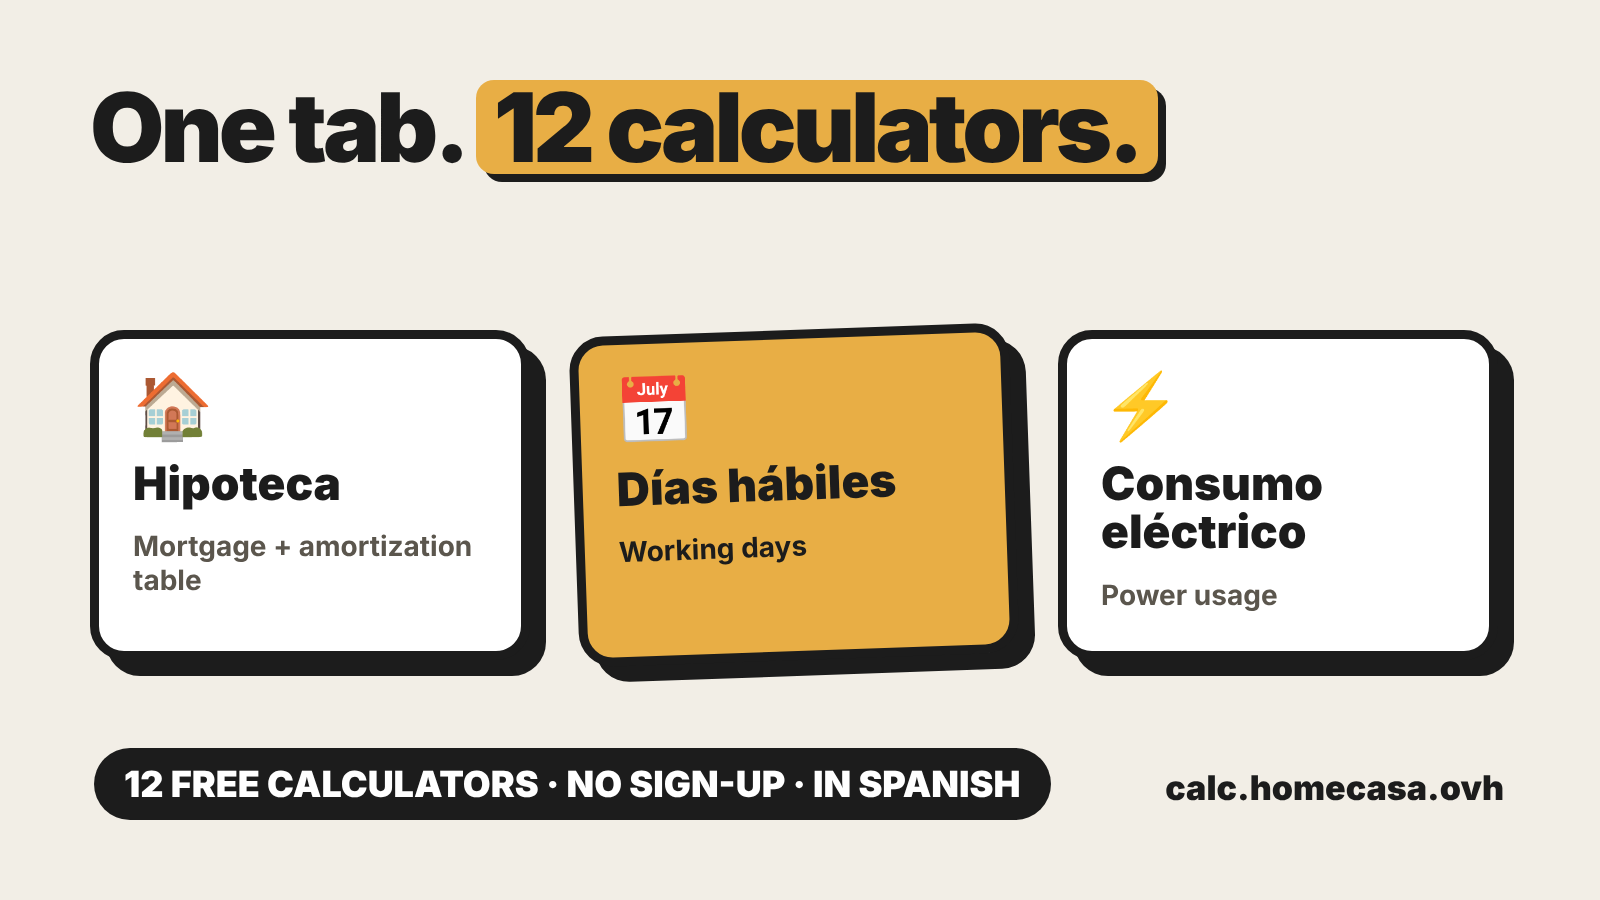 One tab. 12 calculators.
July
17
Hipoteca
Mortgage + amortization
table
Días hábiles
Working days
Consumo
eléctrico
Power usage
12 FREE CALCULATORS · NO SIGN-UP · IN SPANISH
calc.homecasa.ovh